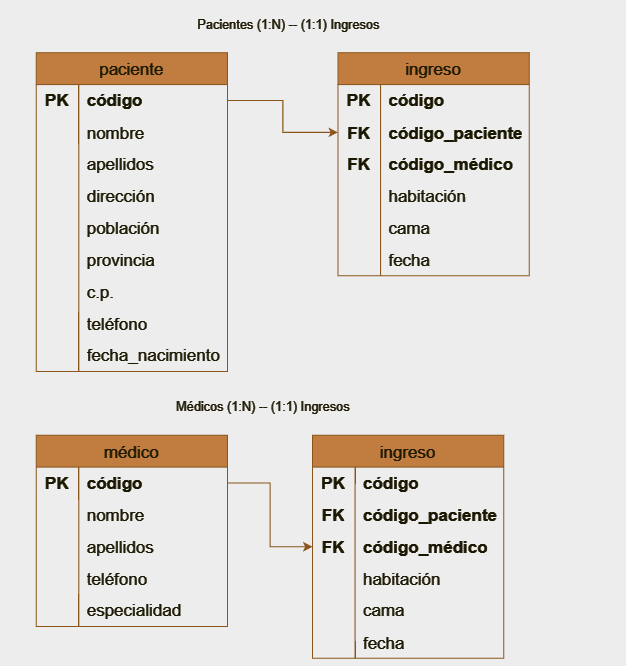 Pacientes (1:N) -- (1:1) Ingresos
paciente
PK código
nombre
apellidos
dirección
población
provincia
c.p.
teléfono
fecha_nacimiento
ingreso
PK código
FK código_paciente
FK código_médico
habitación
cama
fecha
Médicos (1:N) -- (1:1) Ingresos
médico
PK código
nombre
apellidos
teléfono
especialidad
ingreso
PK código
FK código_paciente
FK código_médico
habitación
cama
fecha